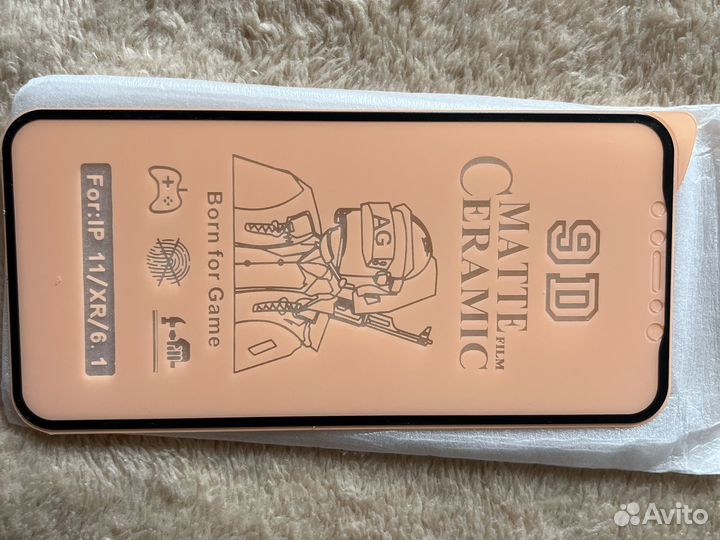 9D
MATTE FILM
CERAMIC
AG
Born for Game
For:IP 11/XR/6.1
Avito